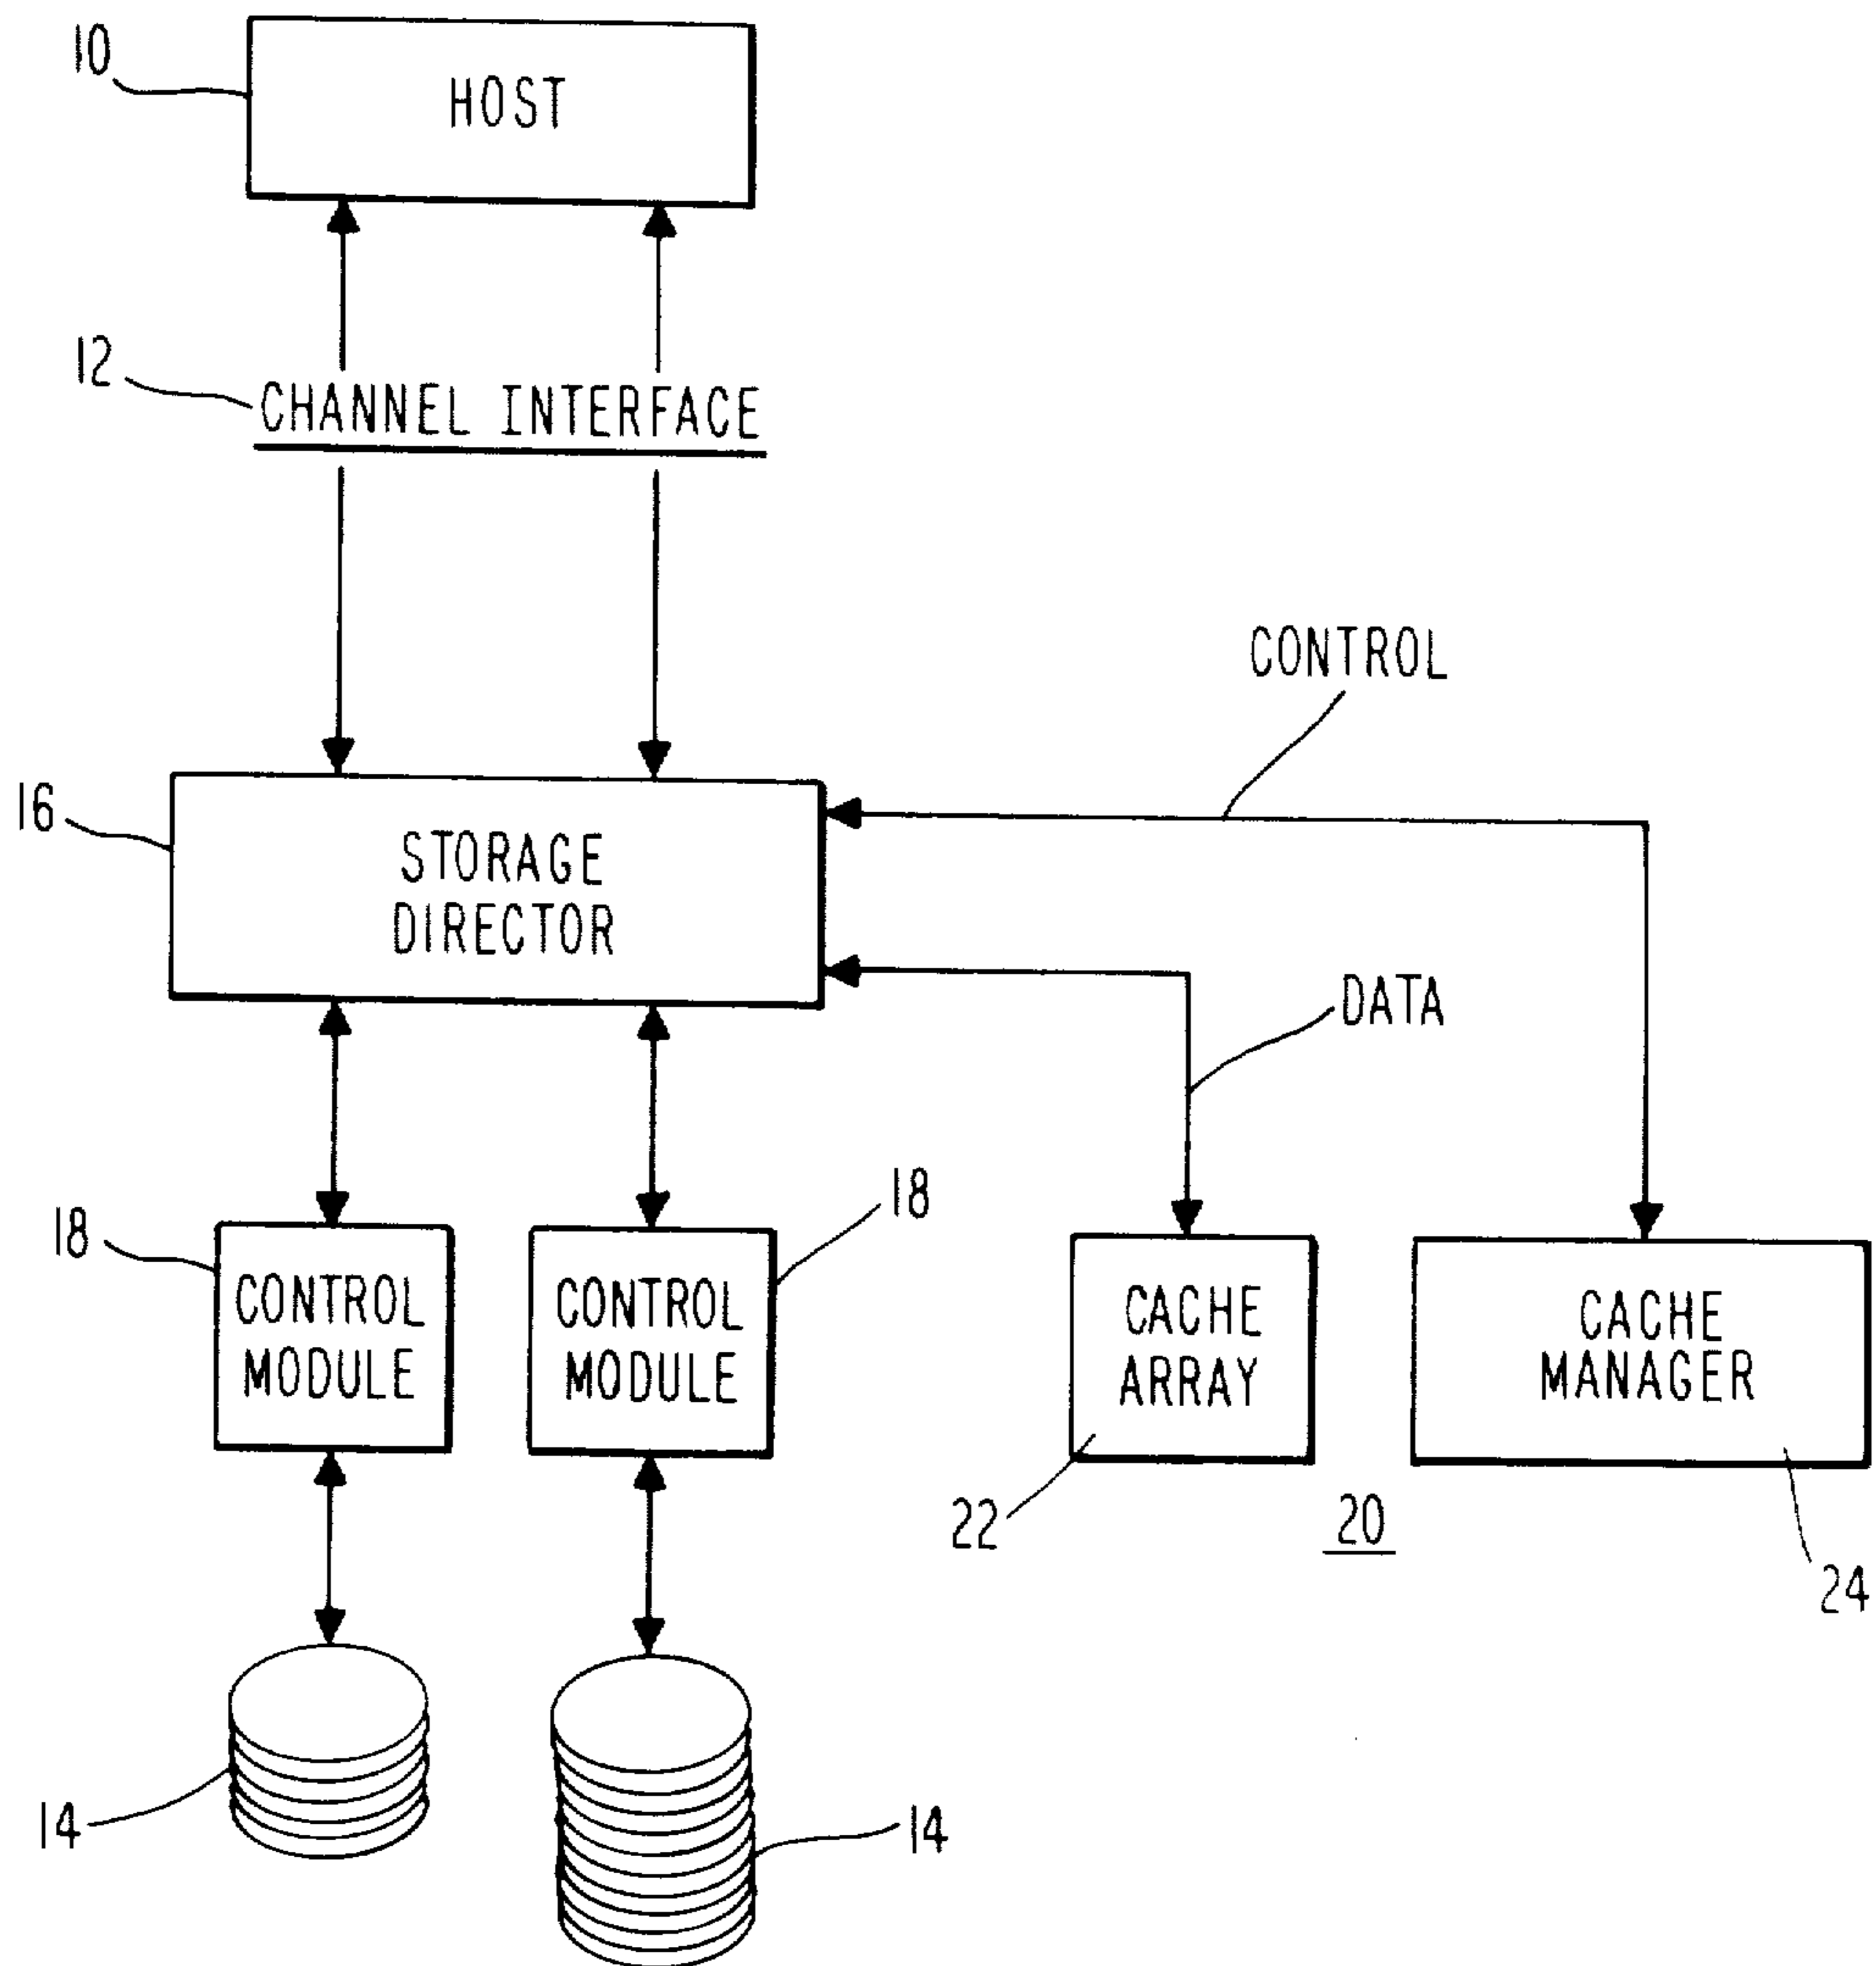 10
HOST
12
CHANNEL INTERFACE
CONTROL
16
STORAGE
DIRECTOR
DATA
18
18
CONTROL
MODULE
CONTROL
MODULE
CACHE
ARRAY
CACHE
MANAGER
22
20
24
14
14